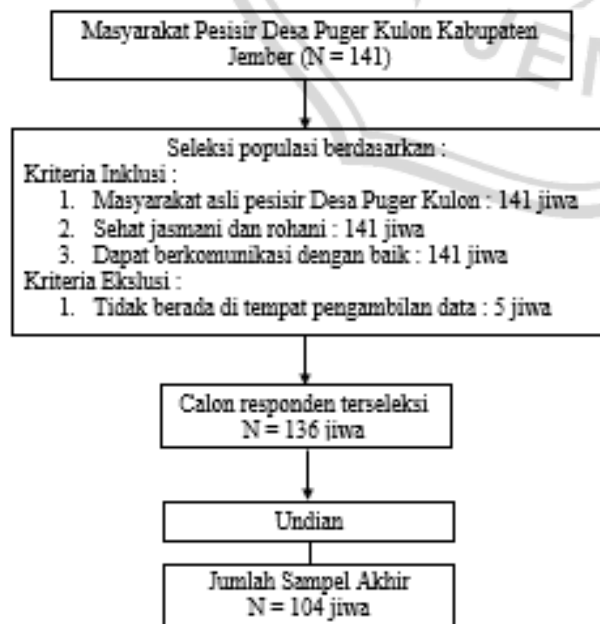 Masyarakat Pesisir Desa Puger Kulon Kabupaten
Jember (N = 141)
Seleksi populasi berdasarkan :
Kriteria Inklusi :
1. Masyarakat asli pesisir Desa Puger Kulon : 141 jiwa
2. Sehat jasmani dan rohani : 141 jiwa
3. Dapat berkomunikasi dengan baik : 141 jiwa
Kriteria Ekslusi :
1. Tidak berada di tempat pengambilan data : 5 jiwa
Calon responden terseleksi
N = 136 jiwa
Undian
Jumlah Sampel Akhir
N = 104 jiwa